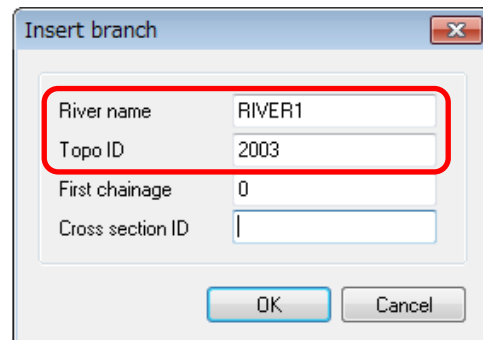 Insert branch
River name RIVER1
Topo ID 2003
First chainage 0
Cross section ID
OK Cancel